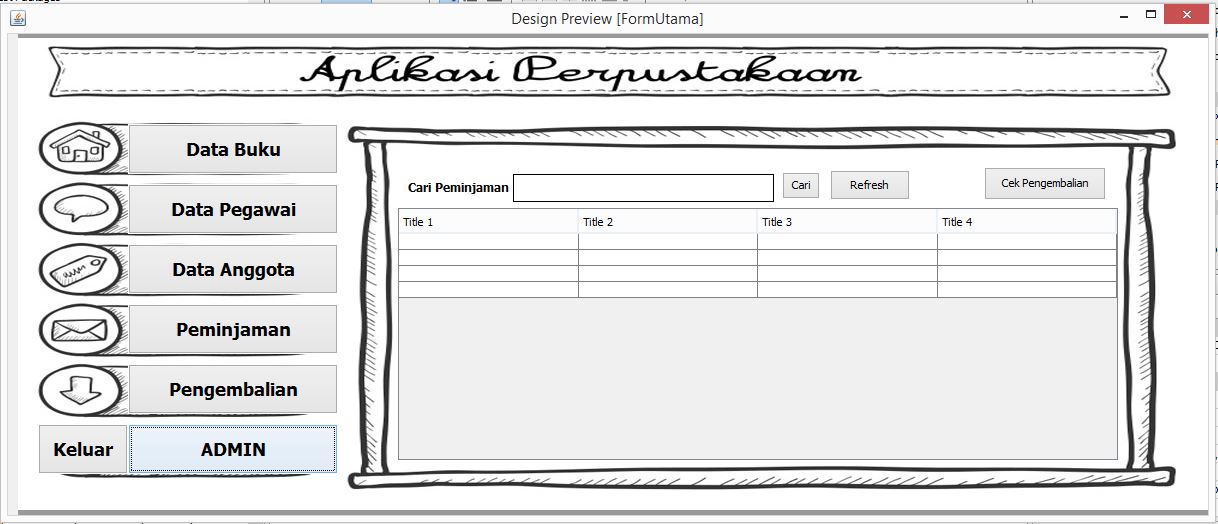 Design Preview [FormUtama]
Aplikasi Perpustakaan
Data Buku
Data Pegawai
Data Anggota
Peminjaman
Pengembalian
Keluar ADMIN
Cari Peminjaman Cari Refresh Cek Pengembalian
Title 1 Title 2 Title 3 Title 4